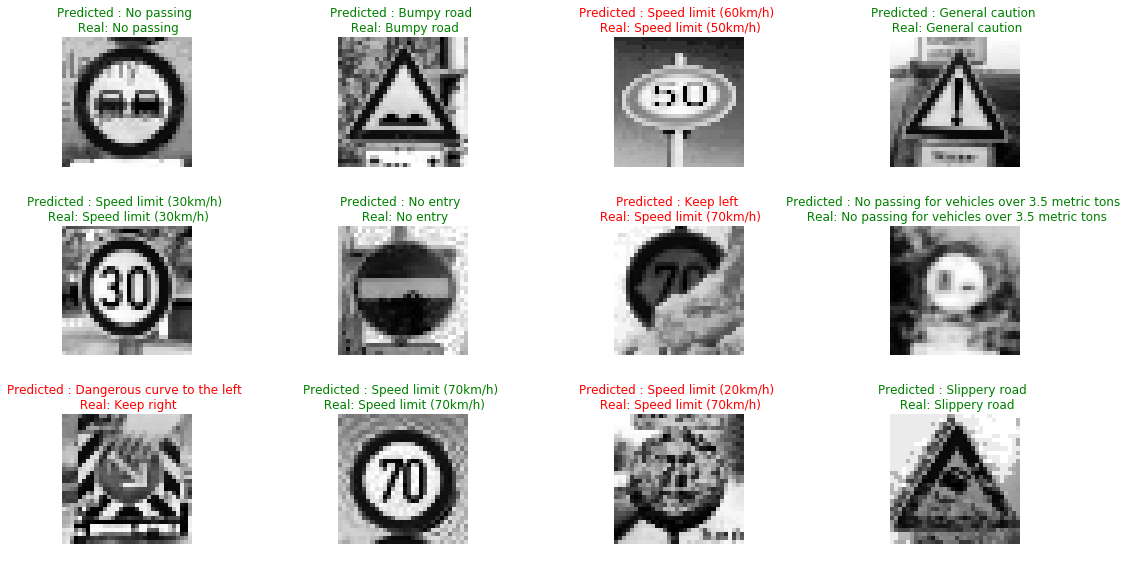 Predicted : No passing
Real: No passing
Predicted : Bumpy road
Real: Bumpy road
Predicted : Speed limit (60km/h)
Real: Speed limit (50km/h)
Predicted : General caution
Real: General caution
50
Predicted : Speed limit (30km/h)
Real: Speed limit (30km/h)
Predicted : No entry
Real: No entry
Predicted : Keep left
Real: Speed limit (70km/h)
Predicted : No passing for vehicles over 3.5 metric tons
Real: No passing for vehicles over 3.5 metric tons
30
70
Predicted : Dangerous curve to the left
Real: Keep right
Predicted : Speed limit (70km/h)
Real: Speed limit (70km/h)
Predicted : Speed limit (20km/h)
Real: Speed limit (70km/h)
Predicted : Slippery road
Real: Slippery road
70